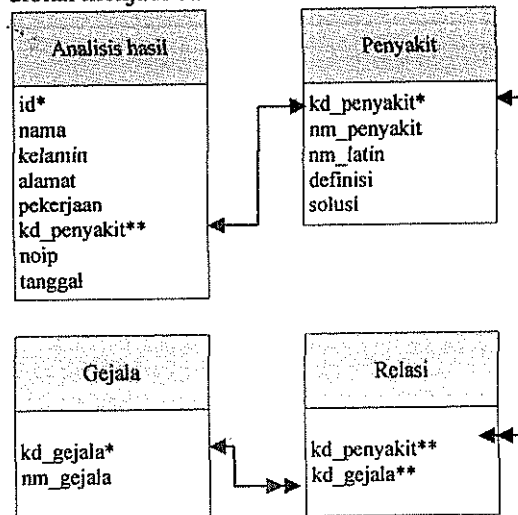 Analisis hasil
id*
nama
kelamin
alamat
pekerjaan
kd_penyakit**
noip
tanggal
Penyakit
kd_penyakit*
nm_penyakit
nm_latin
definisi
solusi
Gejala
kd_gejala*
nm_gejala
Relasi
kd_penyakit**
kd_gejala**